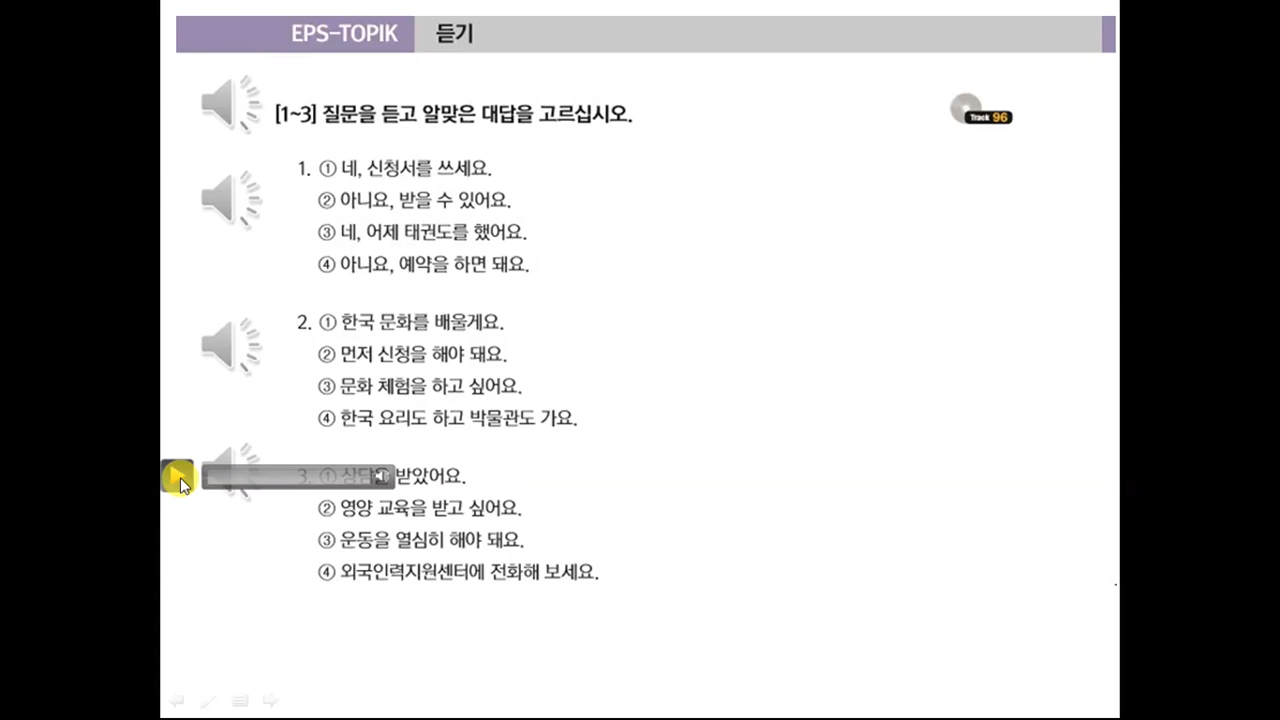 EPS-TOPIK 듣기
[1~3] 질문을 듣고 알맞은 대답을 고르십시오.
Track 96
1. ① 네, 신청서를 쓰세요.
② 아니요, 받을 수 있어요.
③ 네, 어제 태권도를 했어요.
④ 아니요, 예약을 하면 돼요.
2. ① 한국 문화를 배울게요.
② 먼저 신청을 해야 돼요.
③ 문화 체험을 하고 싶어요.
④ 한국 요리도 하고 박물관도 가요.
3. ① 상담을 받았어요.
② 영양 교육을 받고 싶어요.
③ 운동을 열심히 해야 돼요.
④ 외국인력지원센터에 전화해 보세요.